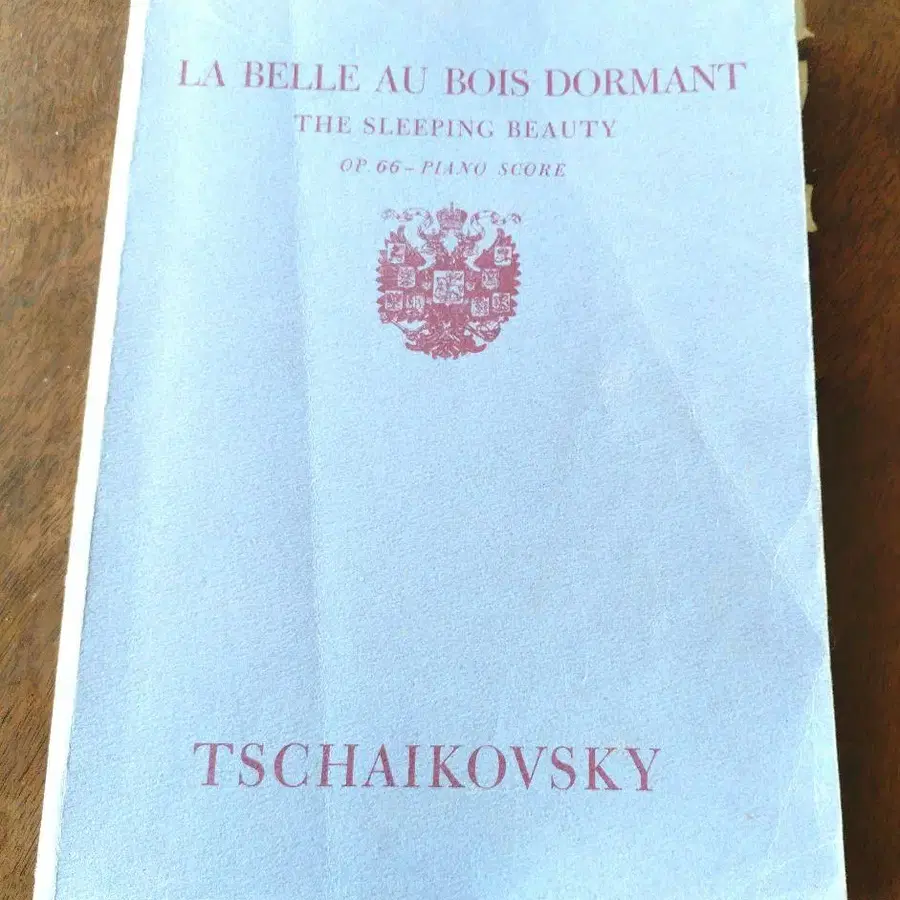 LA BELLE AU BOIS DORMANT
THE SLEEPING BEAUTY
OP. 66 – PIANO SCORE
TSCHAIKOVSKY